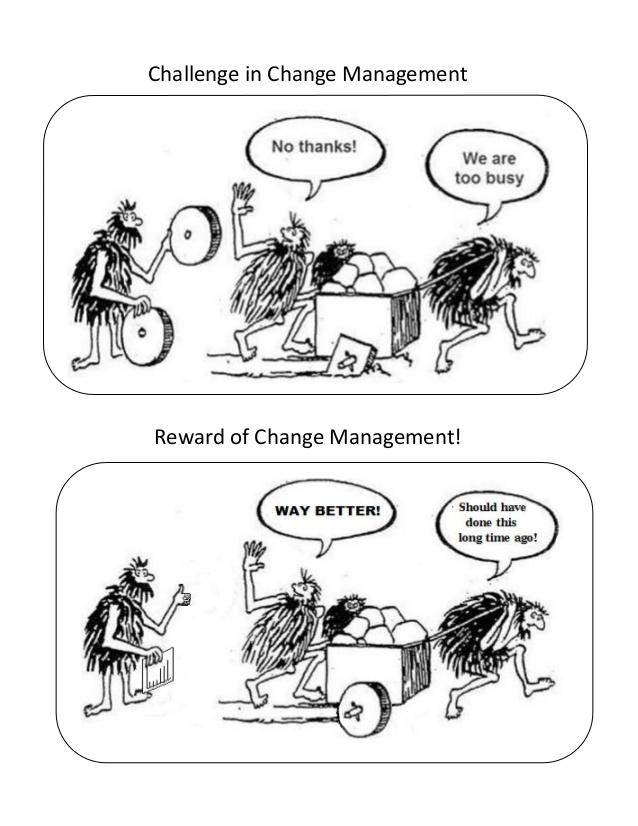 Challenge in Change Management
No thanks!
We are
too busy
Reward of Change Management!
WAY BETTER!
Should have
done this
long time ago!